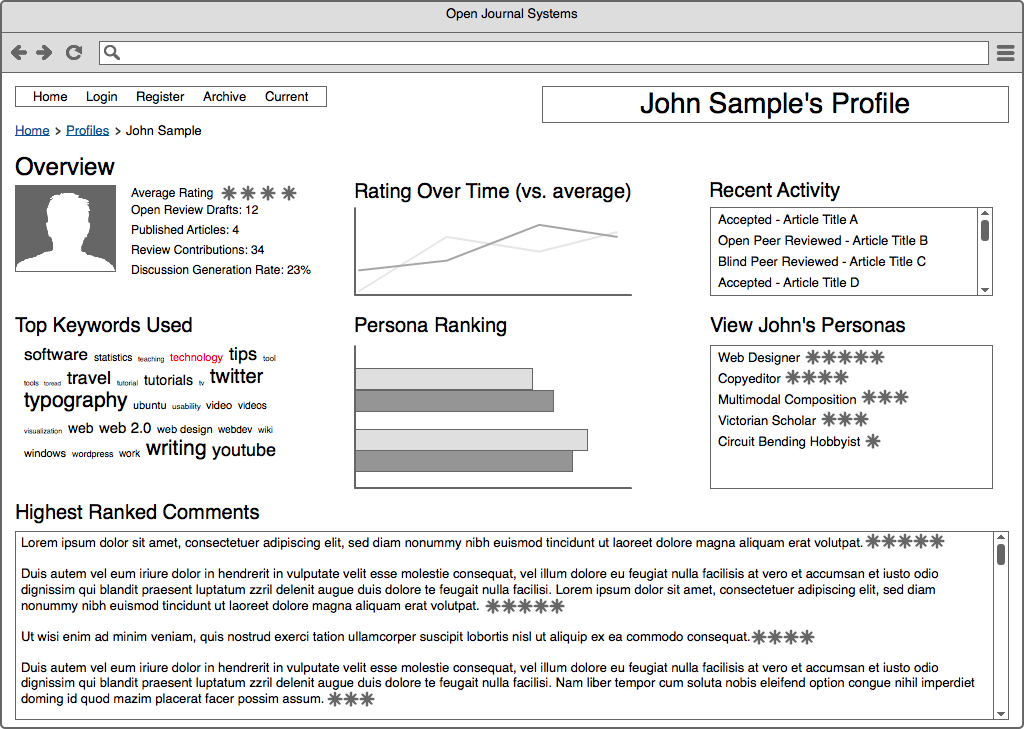 Open Journal Systems
Home Login Register Archive Current
John Sample's Profile
Home > Profiles > John Sample
Overview
Average Rating ✱ ✱ ✱ ✱
Open Review Drafts: 12
Published Articles: 4
Review Contributions: 34
Discussion Generation Rate: 23%
Rating Over Time (vs. average)
Recent Activity
Accepted - Article Title A
Open Peer Reviewed - Article Title B
Blind Peer Reviewed - Article Title C
Accepted - Article Title D
Top Keywords Used
software statistics teaching technology tips tool
tools toread travel tutorial tutorials tv twitter
typography ubuntu usability video videos
visualization web web 2.0 web design webdev wiki
windows wordpress work writing youtube
Persona Ranking
View John's Personas
Web Designer ✱✱✱✱✱
Copyeditor ✱✱✱✱
Multimodal Composition ✱✱✱
Victorian Scholar ✱✱✱
Circuit Bending Hobbyist ✱
Highest Ranked Comments
Lorem ipsum dolor sit amet, consectetuer adipiscing elit, sed diam nonummy nibh euismod tincidunt ut laoreet dolore magna aliquam erat volutpat. ✱✱✱✱✱
Duis autem vel eum iriure dolor in hendrerit in vulputate velit esse molestie consequat, vel illum dolore eu feugiat nulla facilisis at vero et accumsan et iusto odio
dignissim qui blandit praesent luptatum zzril delenit augue duis dolore te feugait nulla facilisi. Lorem ipsum dolor sit amet, consectetuer adipiscing elit, sed diam
nonummy nibh euismod tincidunt ut laoreet dolore magna aliquam erat volutpat. ✱✱✱✱✱
Ut wisi enim ad minim veniam, quis nostrud exerci tation ullamcorper suscipit lobortis nisl ut aliquip ex ea commodo consequat. ✱✱✱✱
Duis autem vel eum iriure dolor in hendrerit in vulputate velit esse molestie consequat, vel illum dolore eu feugiat nulla facilisis at vero et accumsan et iusto odio
dignissim qui blandit praesent luptatum zzril delenit augue duis dolore te feugait nulla facilisi. Nam liber tempor cum soluta nobis eleifend option congue nihil imperdiet
doming id quod mazim placerat facer possim assum. ✱✱✱